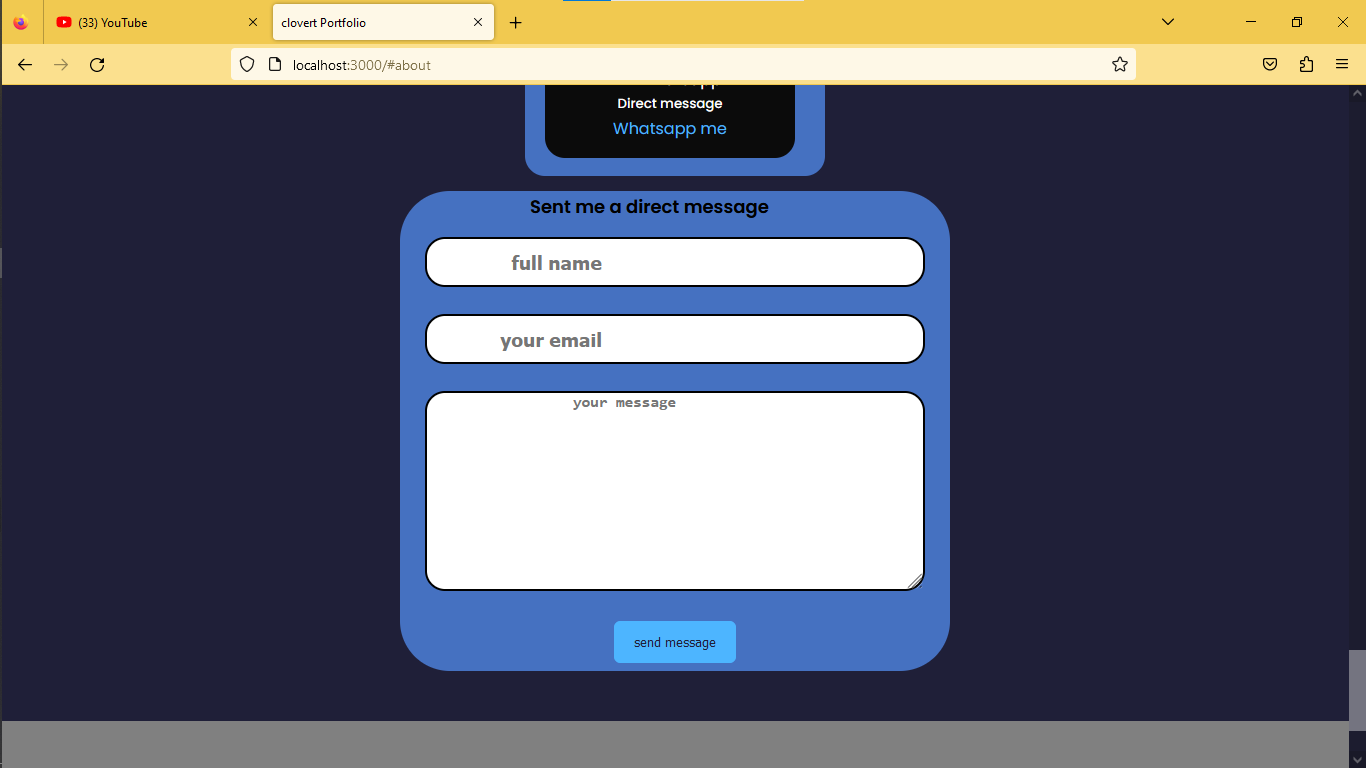 (33) YouTube
clovert Portfolio
localhost:3000/#about
Direct message
Whatsapp me
Sent me a direct message
full name
your email
your message
send message